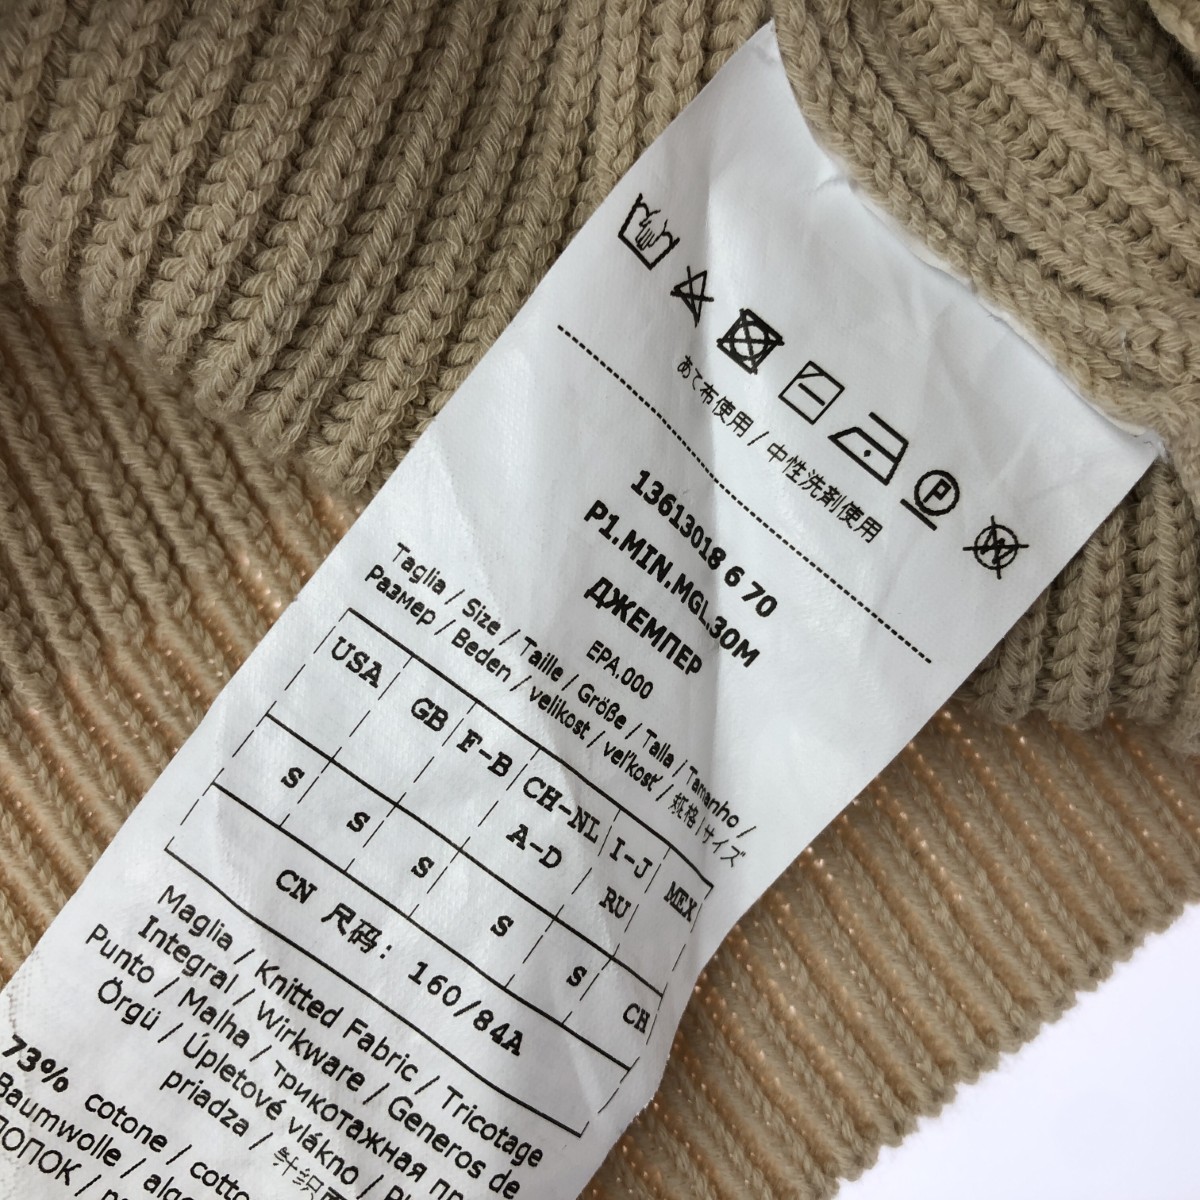 P
W
あて布使用 / 中性洗剤使用
13613018 6 70
P1.MIN.MGL.30M
ДЖЕМПЕР
EPA.000
Taglia / Size / Taille / Größe / Talla / Tamanho /
Размер / Beden / velikost / veľkosť / 规格 / サイズ
USA GB F-B CH-NL I-J MEX
A-D RU
S S S S S CH
CN 尺码: 160/84A
Maglia / Knitted Fabric / Tricotage
Integral / Wirkware / Generos de
Punto / Malha / Трикотажная
Örgü / Úpletové vlákno /
priadza /
73% cotone /
Baumwolle /